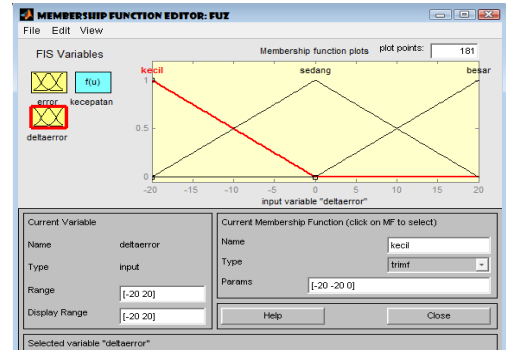 MEMBERSHIP FUNCTION EDITOR: FUZ
File Edit View
FIS Variables
f(u)
error kecepatan
deltaerror
Membership function plots plot points: 181
kecil sedang besar
1
0.5
0
-20 -15 -10 -5 0 5 10 15 20
input variable "deltaerror"
Current Variable
Name deltaerror
Type input
Range [-20 20]
Display Range [-20 20]
Current Membership Function (click on MF to select)
Name kecil
Type trimf
Params [-20 -20 0]
Help Close
Selected variable "deltaerror"